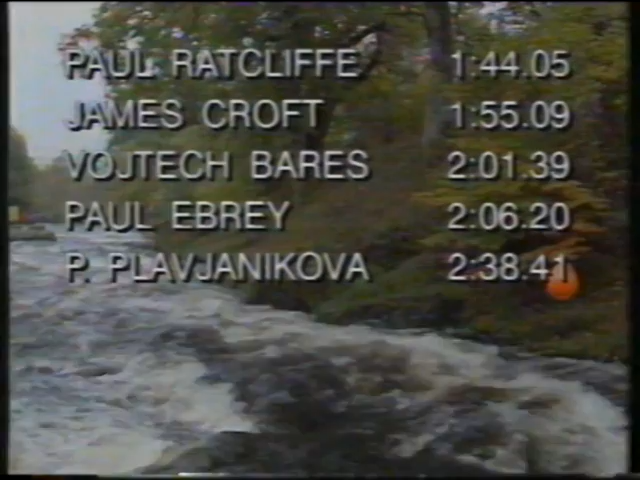 PAUL RATCLIFFE 1:44.05
JAMES CROFT 1:55.09
VOJTECH BARES 2:01.39
PAUL EBREY 2:06.20
P. PLAVJANIKOVA 2:38.41